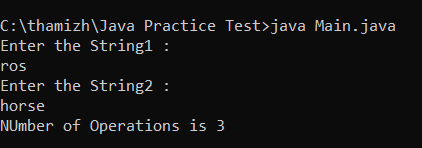 C:\thamizh\Java Practice Test>java Main.java
Enter the String1 :
ros
Enter the String2 :
horse
NUmber of Operations is 3